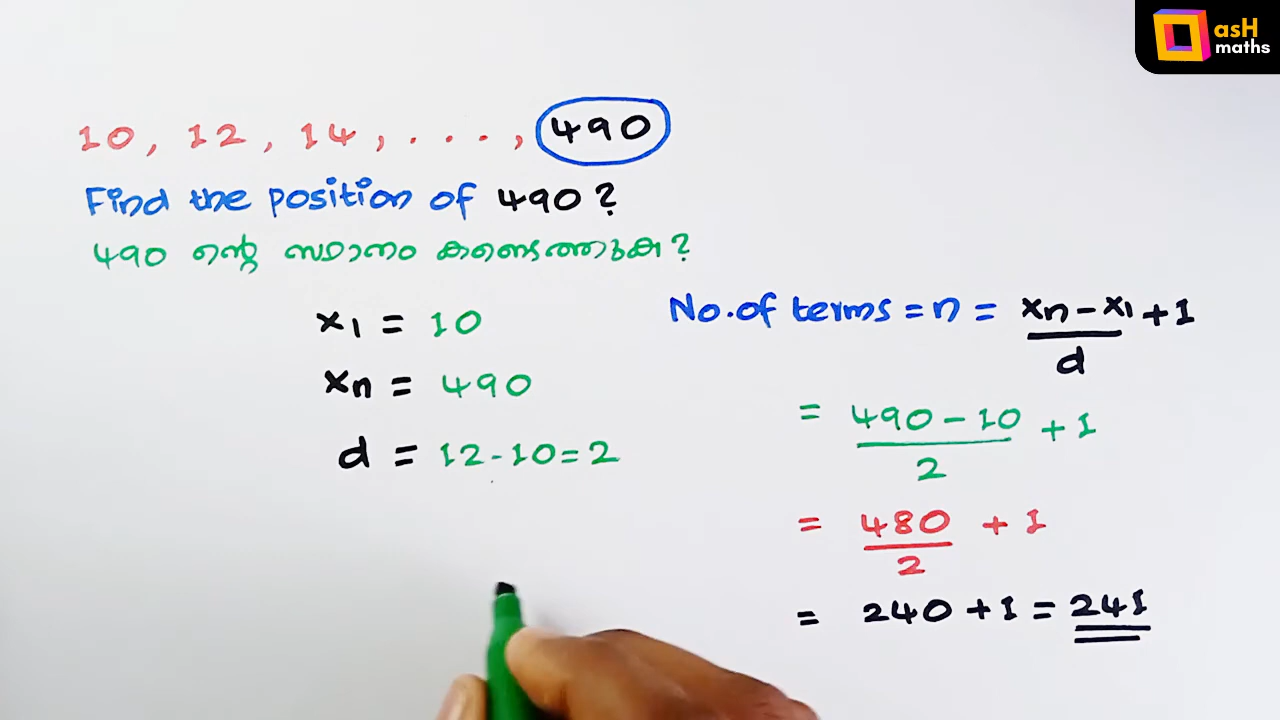 asH
maths
10, 12, 14, . . . , 490
Find the position of 490 ?
490 ന്റെ സ്ഥാനം കണ്ടെത്തുക ?
x₁ = 10
xₙ = 490
d = 12 - 10 = 2
No. of terms = n = xₙ - x₁ + 1
d
= 490 - 10 + 1
2
= 480 + 1
2
= 240 + 1 = 241